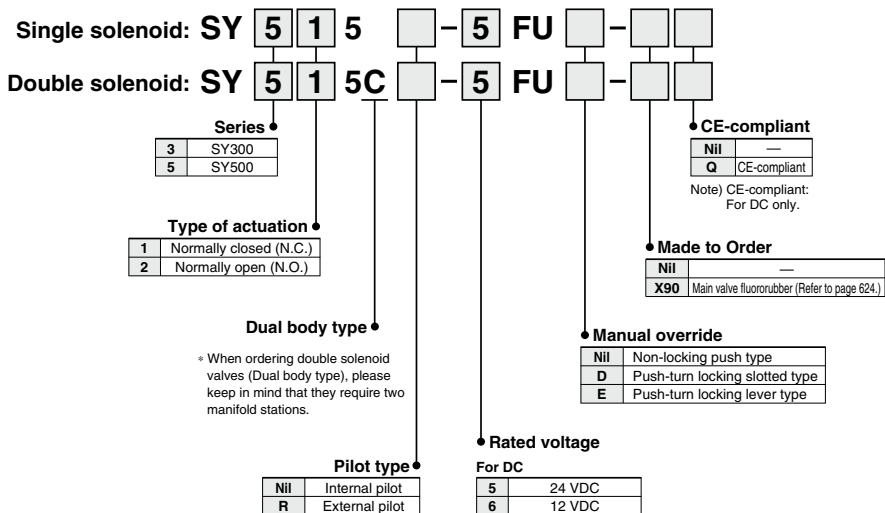 Single solenoid: SY 5 1 5 - 5 FU -
Double solenoid: SY 5 1 5C - 5 FU -
Series
3 SY300
5 SY500
CE-compliant
Nil —
Q CE-compliant
Note) CE-compliant:
For DC only.
Type of actuation
1 Normally closed (N.C.)
2 Normally open (N.O.)
Made to Order
Nil —
X90 Main valve fluororubber (Refer to page 624.)
Dual body type
* When ordering double solenoid
valves (Dual body type), please
keep in mind that they require two
manifold stations.
Manual override
Nil Non-locking push type
D Push-turn locking slotted type
E Push-turn locking lever type
Pilot type
Nil Internal pilot
R External pilot
Rated voltage
For DC
5 24 VDC
6 12 VDC